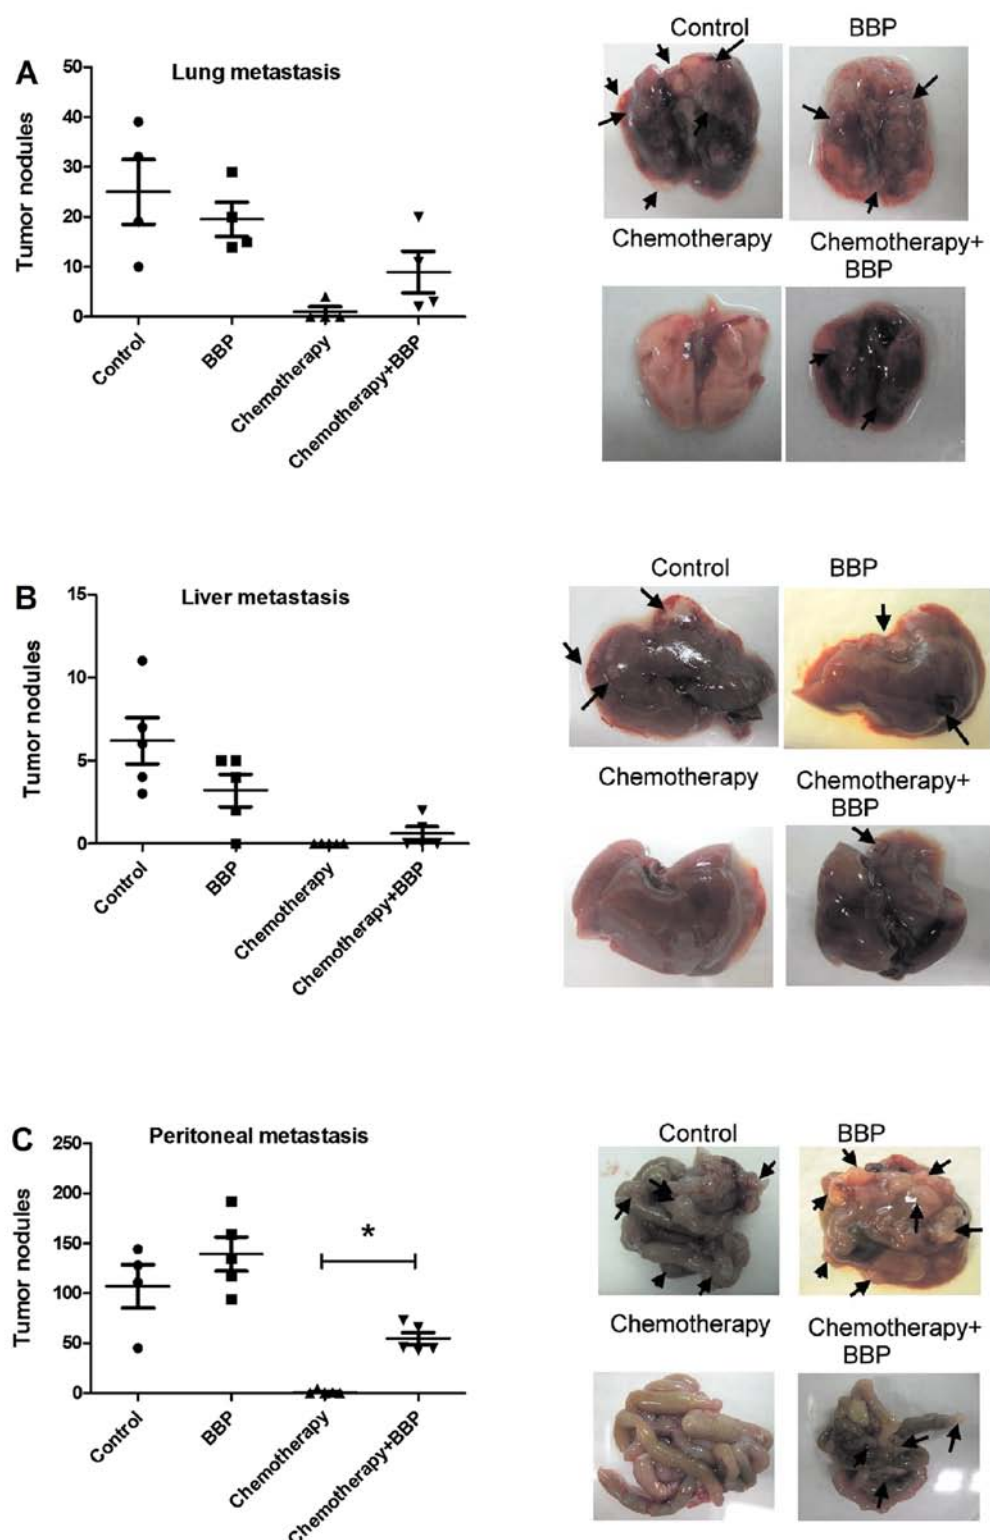 A
Lung metastasis
Tumor nodules
50
40
30
20
10
0
Control
BBP
Chemotherapy
Chemotherapy+BBP
Control
BBP
Chemotherapy
Chemotherapy+
BBP
B
Liver metastasis
Tumor nodules
15
10
5
0
Control
BBP
Chemotherapy
Chemotherapy+BBP
Control
BBP
Chemotherapy
Chemotherapy+
BBP
C
Peritoneal metastasis
Tumor nodules
250
200
150
100
50
0
*
Control
BBP
Chemotherapy
Chemotherapy+BBP
Control
BBP
Chemotherapy
Chemotherapy+
BBP